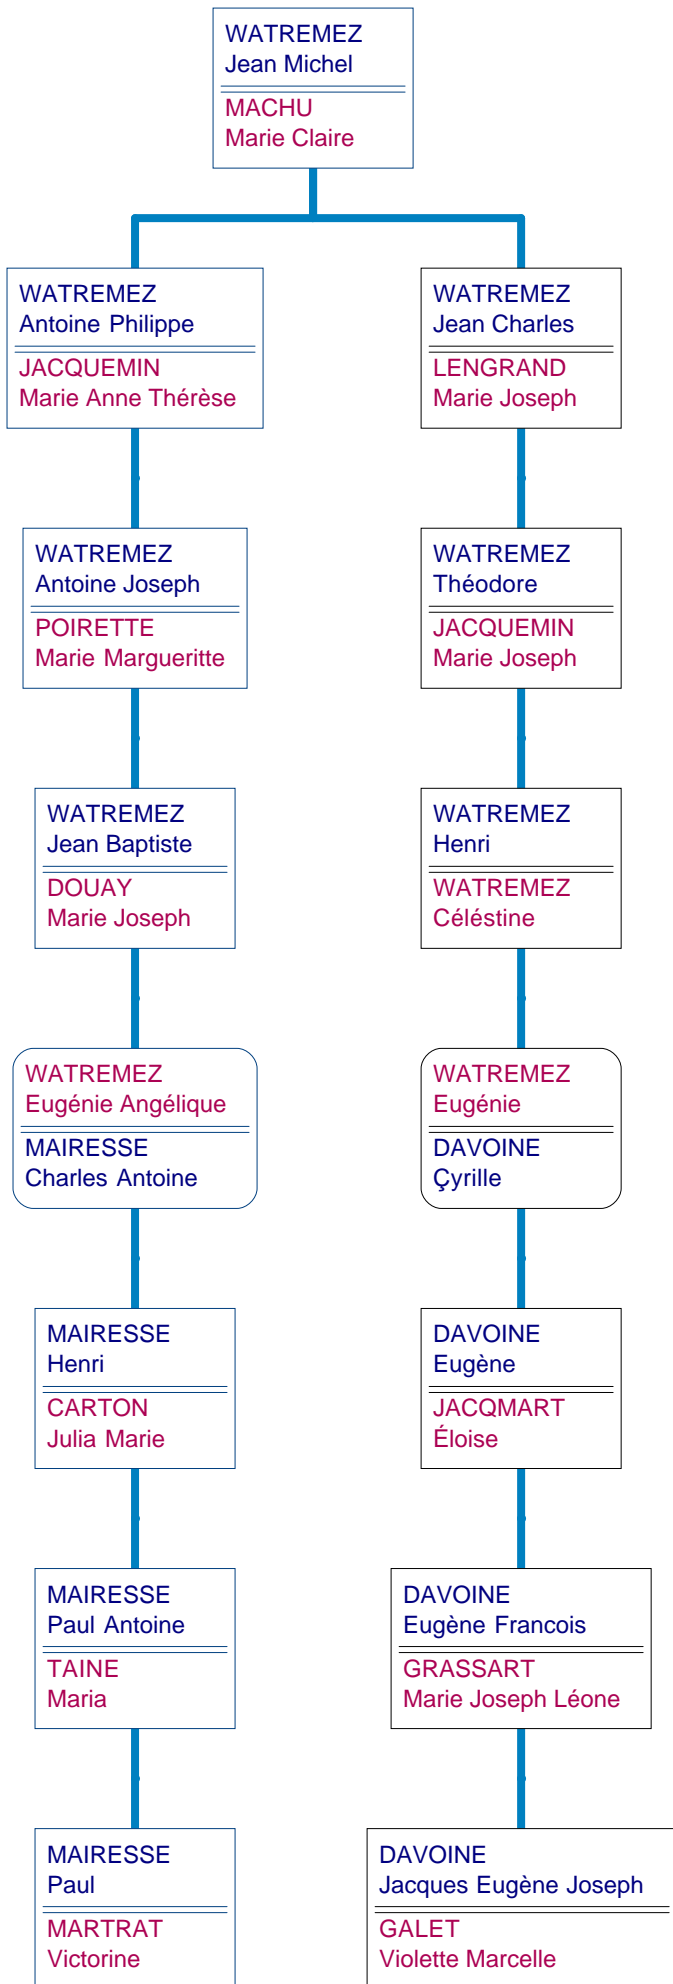 WATREMEZ
Jean Michel
MACHU
Marie Claire
WATREMEZ
Antoine Philippe
JACQUEMIN
Marie Anne Thérèse
WATREMEZ
Jean Charles
LENGRAND
Marie Joseph
WATREMEZ
Antoine Joseph
POIRETTE
Marie Margueritte
WATREMEZ
Théodore
JACQUEMIN
Marie Joseph
WATREMEZ
Jean Baptiste
DOUAY
Marie Joseph
WATREMEZ
Henri
WATREMEZ
Céléstine
WATREMEZ
Eugénie Angélique
MAIRESSE
Charles Antoine
WATREMEZ
Eugénie
DAVOINE
Çyrille
MAIRESSE
Henri
CARTON
Julia Marie
DAVOINE
Eugène
JACQMART
Éloise
MAIRESSE
Paul Antoine
TAINE
Maria
DAVOINE
Eugène Francois
GRASSART
Marie Joseph Léone
MAIRESSE
Paul
MARTRAT
Victorine
DAVOINE
Jacques Eugène Joseph
GALET
Violette Marcelle